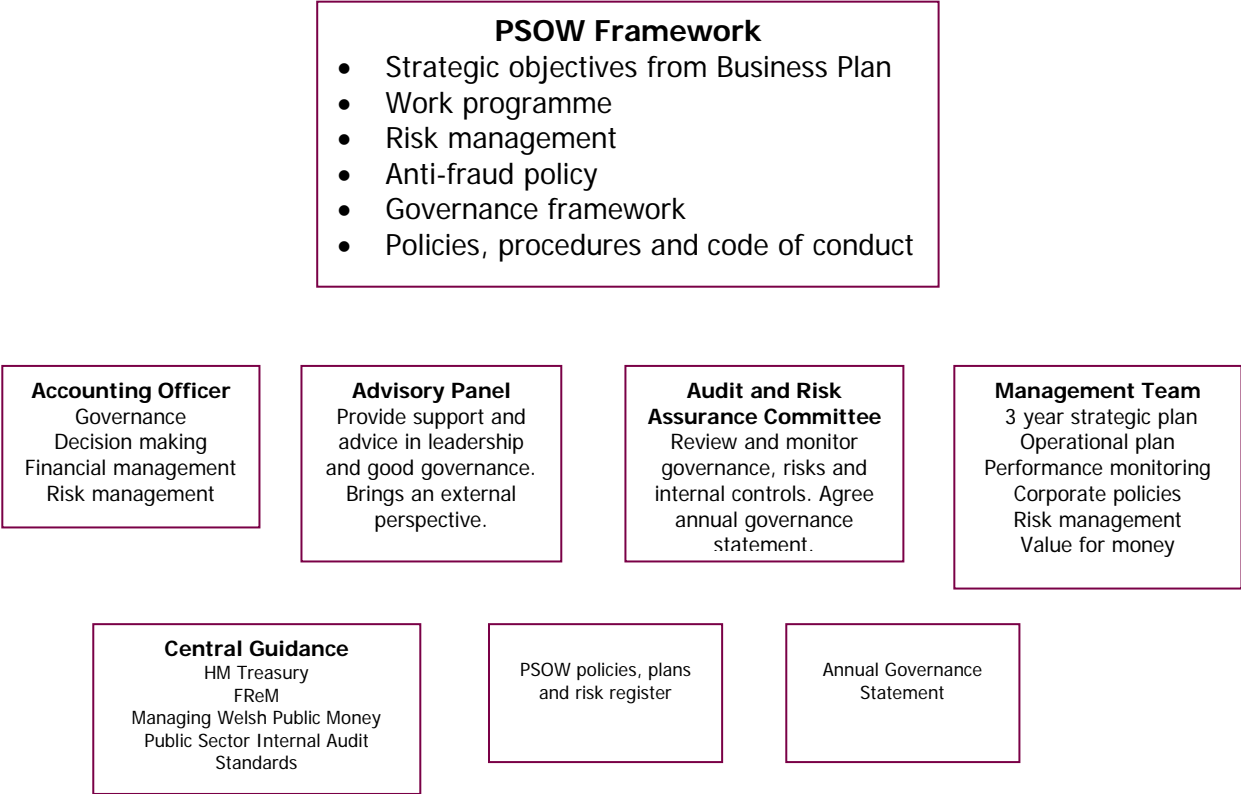 PSOW Framework
• Strategic objectives from Business Plan
• Work programme
• Risk management
• Anti-fraud policy
• Governance framework
• Policies, procedures and code of conduct
Accounting Officer
Governance
Decision making
Financial management
Risk management
Advisory Panel
Provide support and
advice in leadership
and good governance.
Brings an external
perspective.
Audit and Risk
Assurance Committee
Review and monitor
governance, risks and
internal controls. Agree
annual governance
statement.
Management Team
3 year strategic plan
Operational plan
Performance monitoring
Corporate policies
Risk management
Value for money
Central Guidance
HM Treasury
FReM
Managing Welsh Public Money
Public Sector Internal Audit
Standards
PSOW policies, plans
and risk register
Annual Governance
Statement